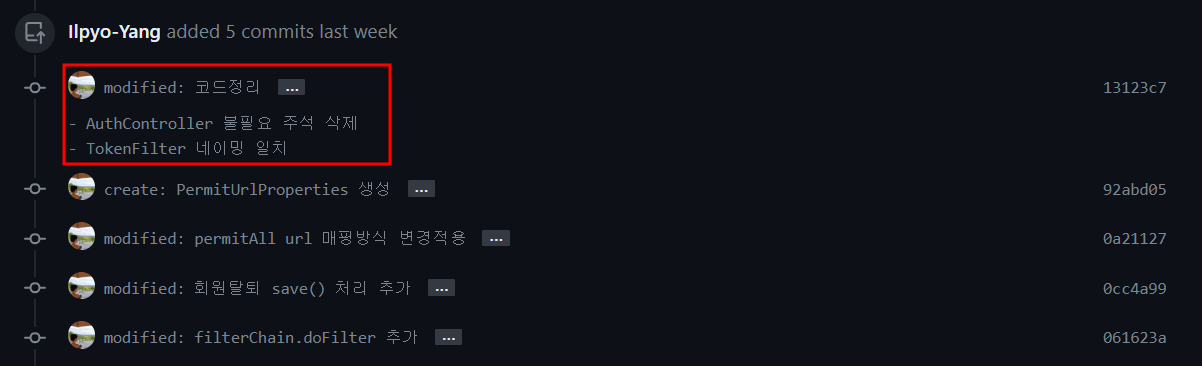 Ilpyo-Yang added 5 commits last week
modified: 코드정리 ... 13123c7
- AuthController 불필요 주석 삭제
- TokenFilter 네이밍 일치
create: PermitUrlProperties 생성 ... 92abd05
modified: permitAll url 매핑방식 변경적용 ... 0a21127
modified: 회원탈퇴 save() 처리 추가 ... 0cc4a99
modified: filterChain.doFilter 추가 ... 061623a